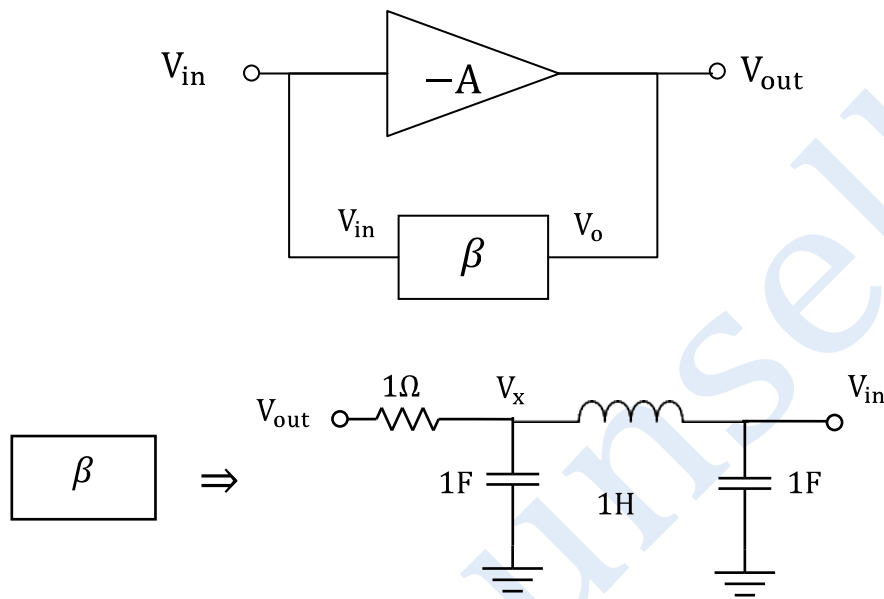 V_in
−A
V_out
V_in
β
V_o
1Ω
V_x
V_in
V_out
β
⇒
1F
1H
1F